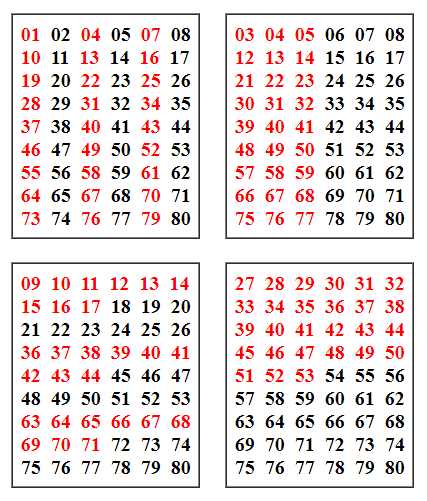 01 02 04 05 07 08
10 11 13 14 16 17
19 20 22 23 25 26
28 29 31 32 34 35
37 38 40 41 43 44
46 47 49 50 52 53
55 56 58 59 61 62
64 65 67 68 70 71
73 74 76 77 79 80
03 04 05 06 07 08
12 13 14 15 16 17
21 22 23 24 25 26
30 31 32 33 34 35
39 40 41 42 43 44
48 49 50 51 52 53
57 58 59 60 61 62
66 67 68 69 70 71
75 76 77 78 79 80
09 10 11 12 13 14
15 16 17 18 19 20
21 22 23 24 25 26
36 37 38 39 40 41
42 43 44 45 46 47
48 49 50 51 52 53
63 64 65 66 67 68
69 70 71 72 73 74
75 76 77 78 79 80
27 28 29 30 31 32
33 34 35 36 37 38
39 40 41 42 43 44
45 46 47 48 49 50
51 52 53 54 55 56
57 58 59 60 61 62
63 64 65 66 67 68
69 70 71 72 73 74
75 76 77 78 79 80